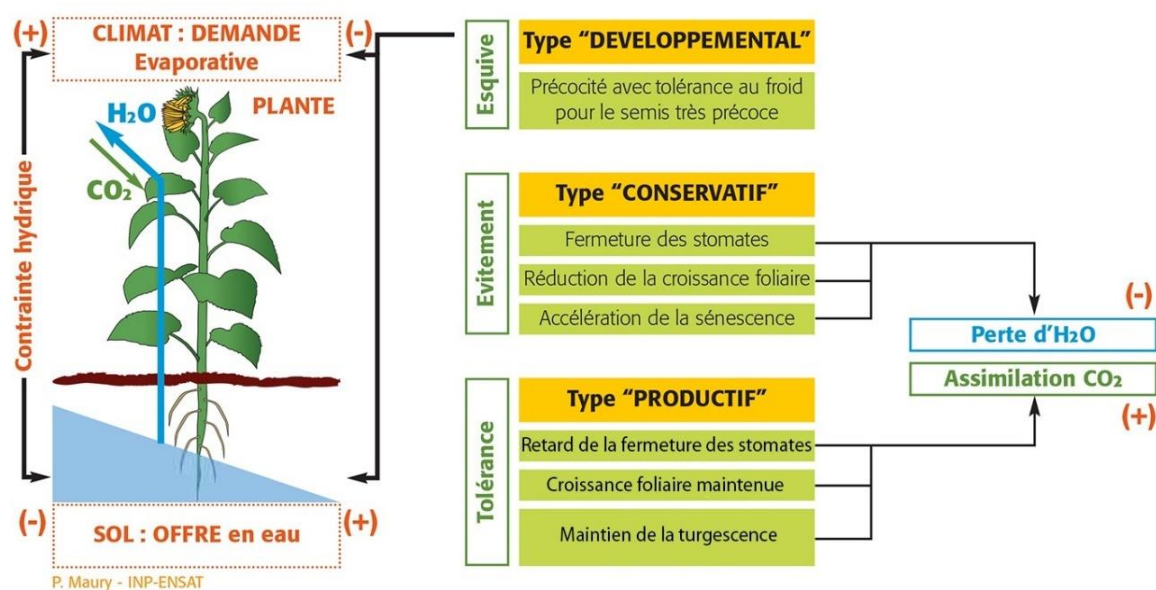 (+)
CLIMAT : DEMANDE
Evaporative
(-)
PLANTE
H₂O
CO₂
Contrainte hydrique
(-)
SOL : OFFRE en eau
(+)
P. Maury - INP-ENSAT
Esquive
Type “DEVELOPPEMENTAL”
Précocité avec tolérance au froid
pour le semis très précoce
Evitement
Type “CONSERVATIF”
Fermeture des stomates
Réduction de la croissance foliaire
Accélération de la sénescence
Tolérance
Type “PRODUCTIF”
Retard de la fermeture des stomates
Croissance foliaire maintenue
Maintien de la turgescence
(-)
Perte d’H₂O
Assimilation CO₂
(+)